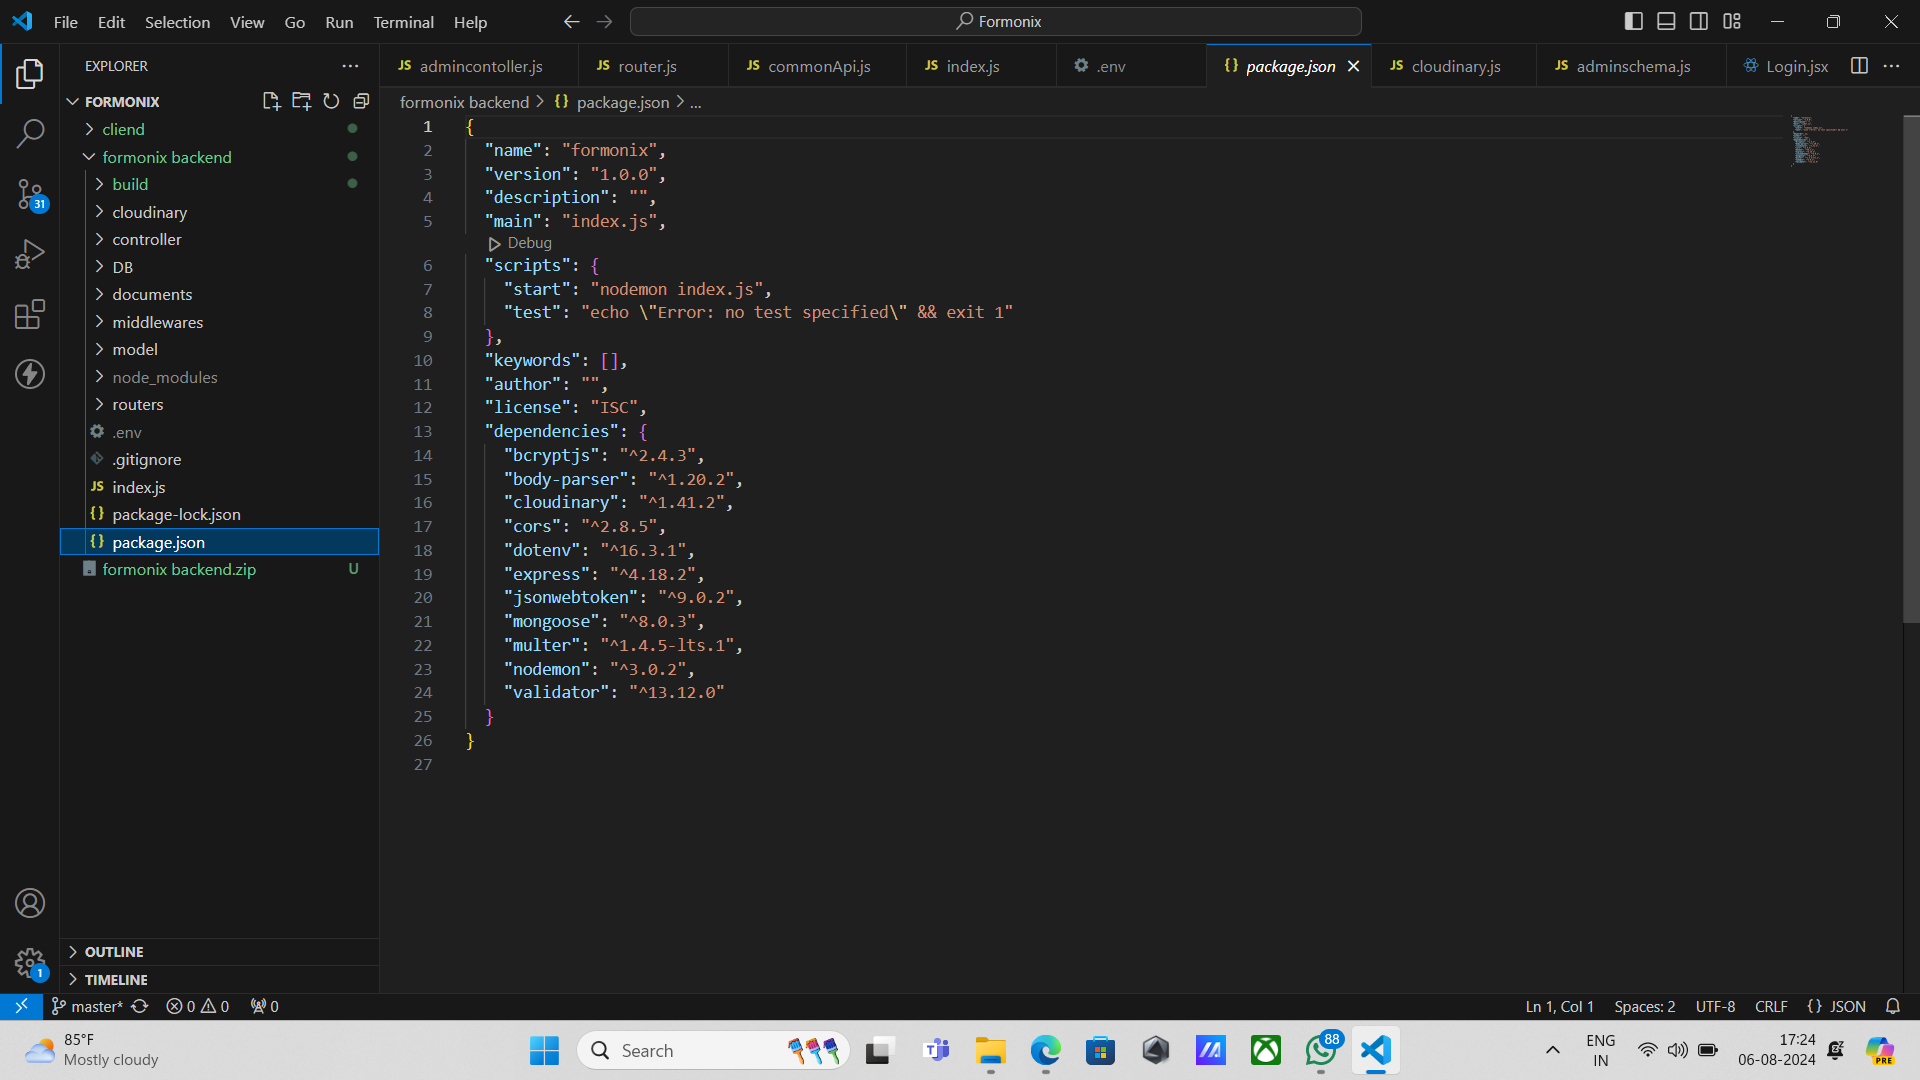 File Edit Selection View Go Run Terminal Help
Formonix
EXPLORER
admincontoller.js
router.js
commonApi.js
index.js
.env
package.json
cloudinary.js
adminschema.js
Login.jsx
FORMONIX
cliend
formonix backend
build
cloudinary
controller
DB
documents
middlewares
model
node_modules
routers
.env
.gitignore
index.js
package-lock.json
package.json
formonix backend.zip U
OUTLINE
TIMELINE
31
1
formonix backend > {} package.json > ...
1 {
2 "name": "formonix",
3 "version": "1.0.0",
4 "description": "",
5 "main": "index.js",
Debug
6 "scripts": {
7 "start": "nodemon index.js",
8 "test": "echo \"Error: no test specified\" && exit 1"
9 },
10 "keywords": [],
11 "author": "",
12 "license": "ISC",
13 "dependencies": {
14 "bcryptjs": "^2.4.3",
15 "body-parser": "^1.20.2",
16 "cloudinary": "^1.41.2",
17 "cors": "^2.8.5",
18 "dotenv": "^16.3.1",
19 "express": "^4.18.2",
20 "jsonwebtoken": "^9.0.2",
21 "mongoose": "^8.0.3",
22 "multer": "^1.4.5-lts.1",
23 "nodemon": "^3.0.2",
24 "validator": "^13.12.0"
25 }
26 }
27
master* 0 0 0
Ln 1, Col 1 Spaces: 2 UTF-8 CRLF {} JSON
85°F
Mostly cloudy
Search
88
ENG
IN
17:24
06-08-2024
PRE